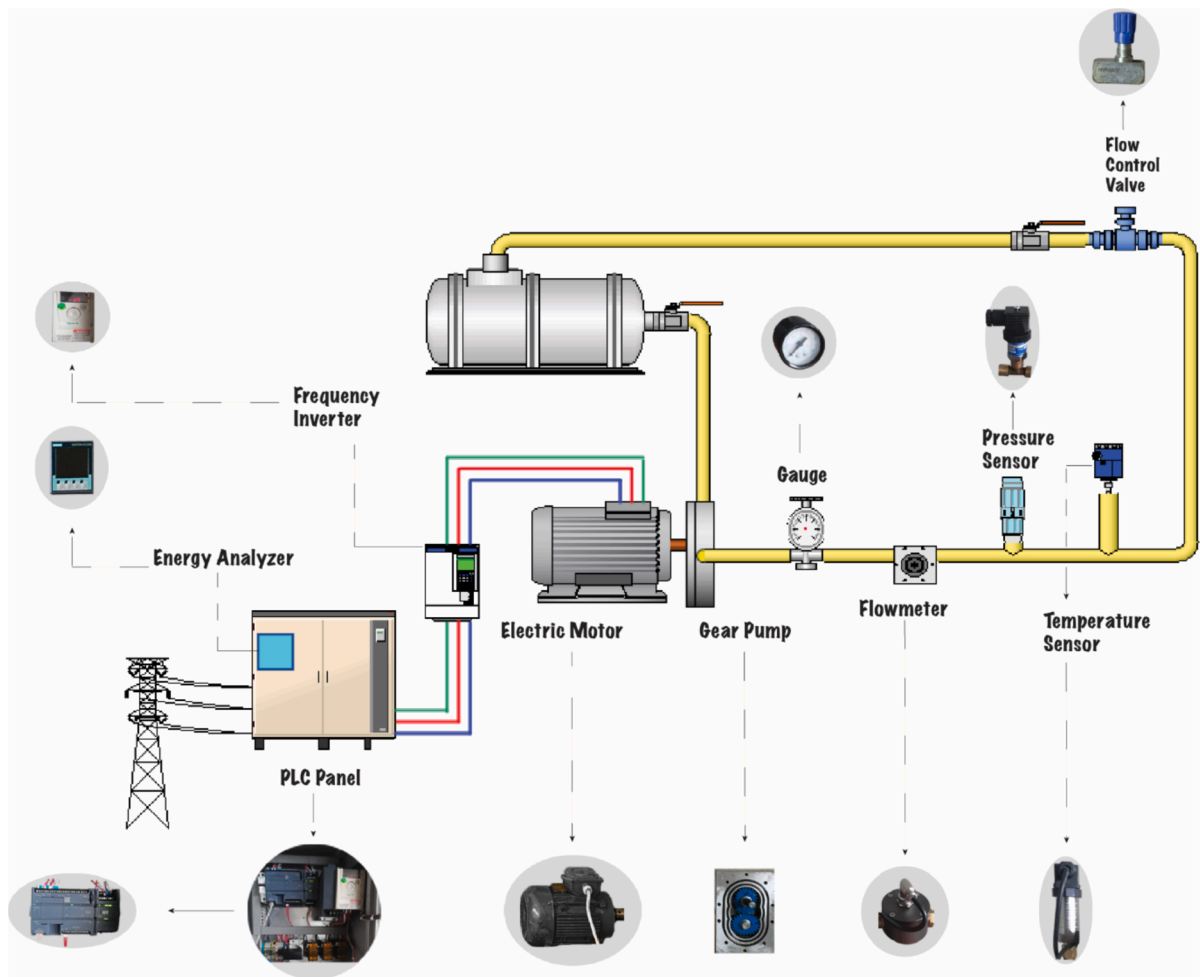 Flow
Control
Valve
Frequency
Inverter
Pressure
Sensor
Gauge
Energy Analyzer
Electric Motor
Gear Pump
Flowmeter
Temperature
Sensor
PLC Panel